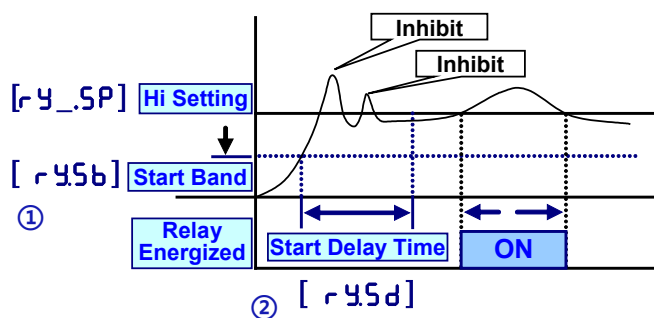 Inhibit
Inhibit
[ry_.SP] Hi Setting
[ ry.Sb] Start Band
①
Relay Energized
Start Delay Time
ON
② [ ry.Sd]